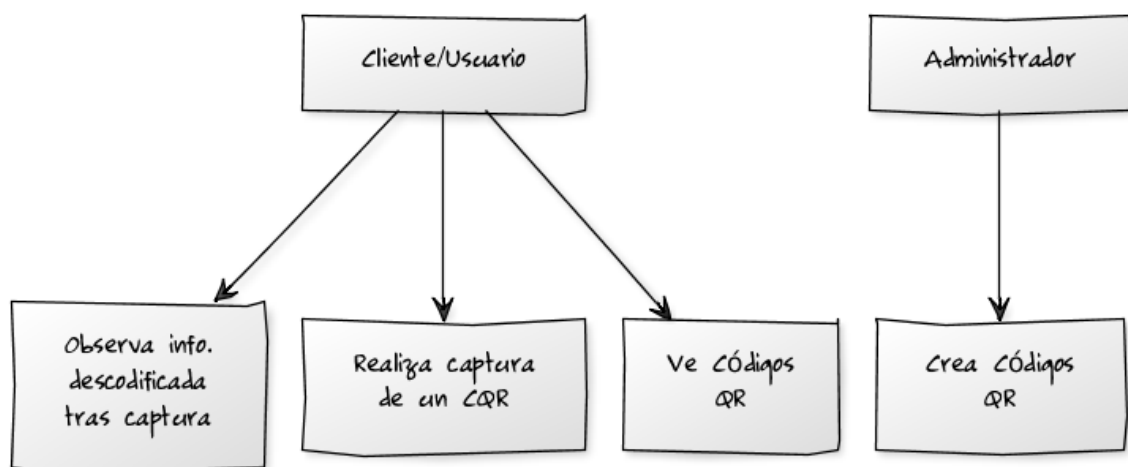 Cliente/Usuario
Administrador
Observa info.
descodificada
tras captura
Realiza captura
de un CQR
Ve CÓdigos
QR
Crea CÓdigos
QR